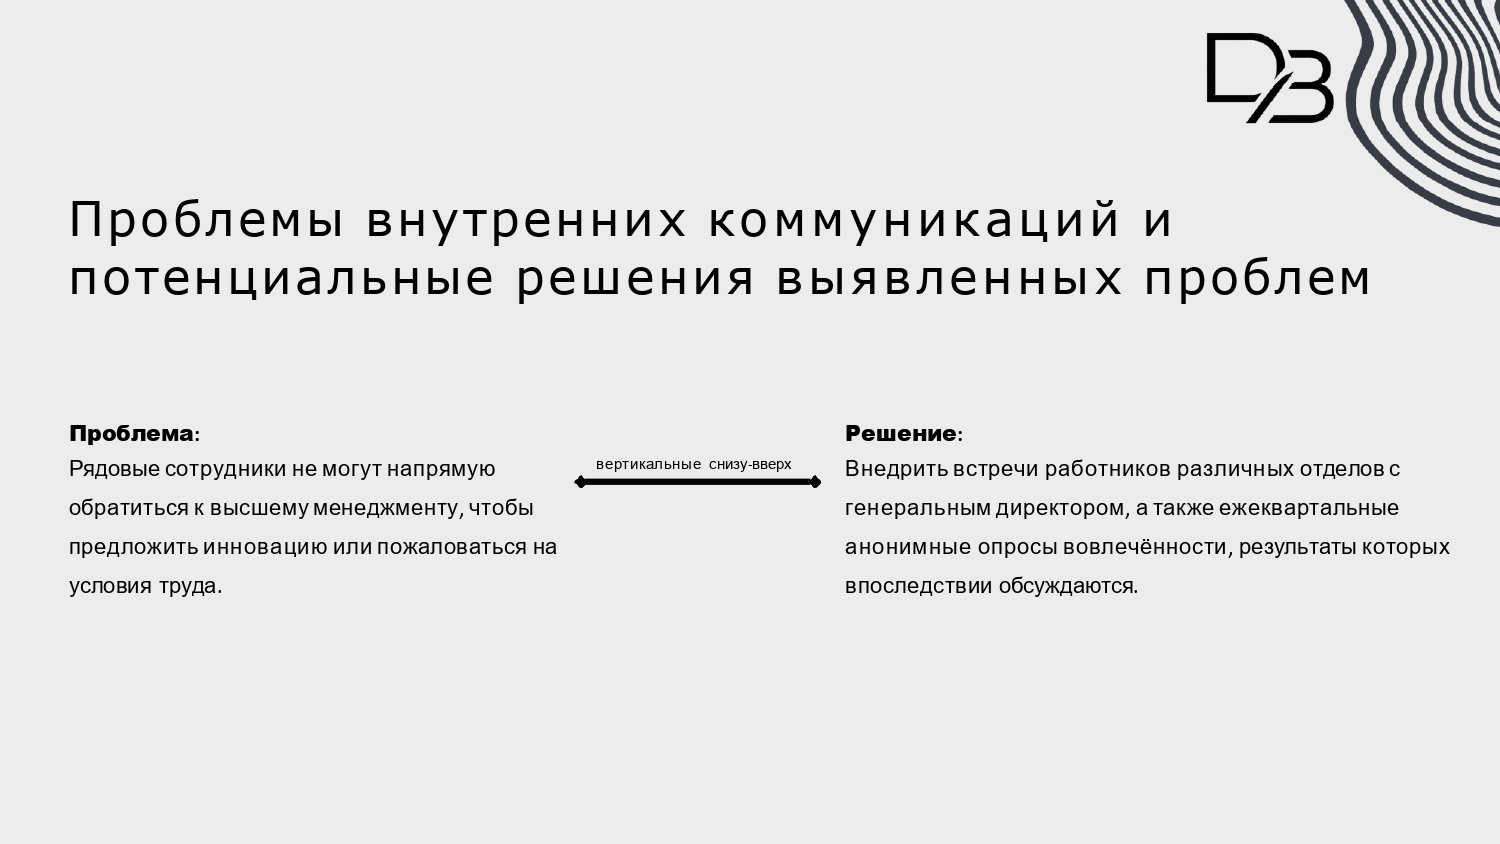 DB
Проблемы внутренних коммуникаций и
потенциальные решения выявленных проблем
Проблема:
Рядовые сотрудники не могут напрямую
обратиться к высшему менеджменту, чтобы
предложить инновацию или пожаловаться на
условия труда.
вертикальные снизу-вверх
Решение:
Внедрить встречи работников различных отделов с
генеральным директором, а также ежеквартальные
анонимные опросы вовлечённости, результаты которых
впоследствии обсуждаются.